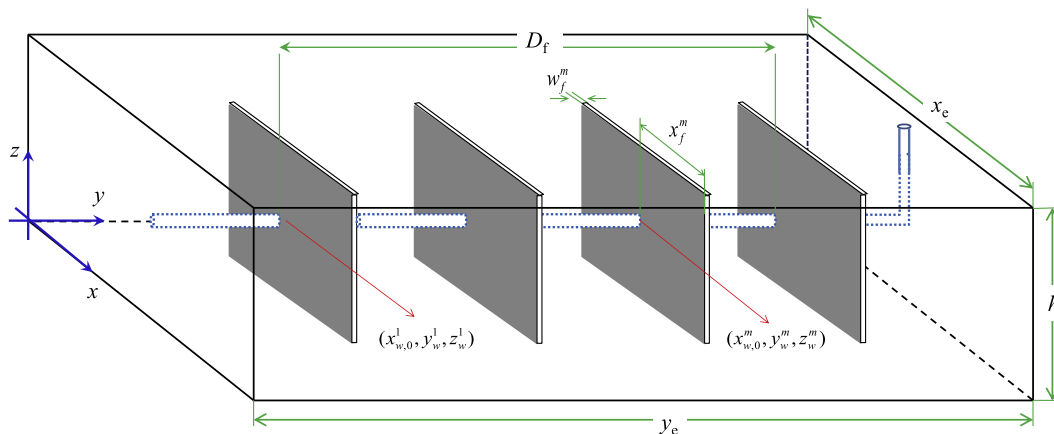 D_f
w_f^m
x_e
x_f^m
z
y
x
h
(x_{w,0}^1, y_w^1, z_w^1)
(x_{w,0}^m, y_w^m, z_w^m)
y_e